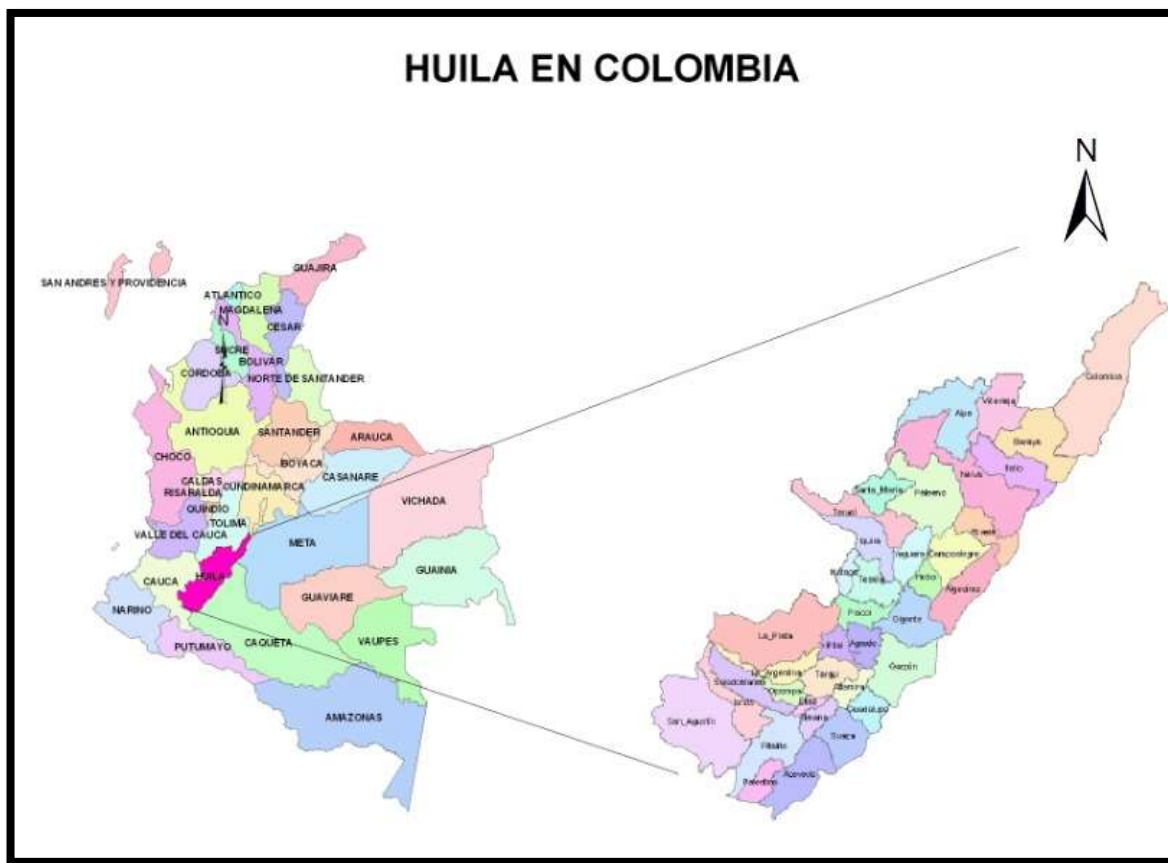 HUILA EN COLOMBIA
N
GUAJIRA
SAN ANDRES Y PROVIDENCIA
ATLANTICO
MAGDALENA
N
CESAR
SUCRE
BOLIVAR
CORDOBA
NORTE DE SANTANDER
ANTIOQUIA
SANTANDER
ARAUCA
CHOCO
BOYACA
CASANARE
CALDAS
CUNDINAMARCA
RISARALDA
VICHADA
QUINDIO
TOLIMA
VALLE DEL CAUCA
META
GUAINIA
HUILA
CAUCA
GUAVIARE
NARINO
CAQUETA
VAUPES
PUTUMAYO
AMAZONAS
Colombia
Villavieja
Aipe
Baraya
Tello
Neiva
Santa_Maria
Palermo
Teruel
Rivera
Iquira
Yaguara
Campoalegre
Hobo
Tesalia
Algeciras
Paicol
Gigante
La_Plata
Agrado
Garzon
Tarqui
Altamira
Saladoblanco
Oporapa
Elias
Isnos
Guadalupe
San_Agustin
Timana
Suaza
Pitalito
Acevedo
Palestina